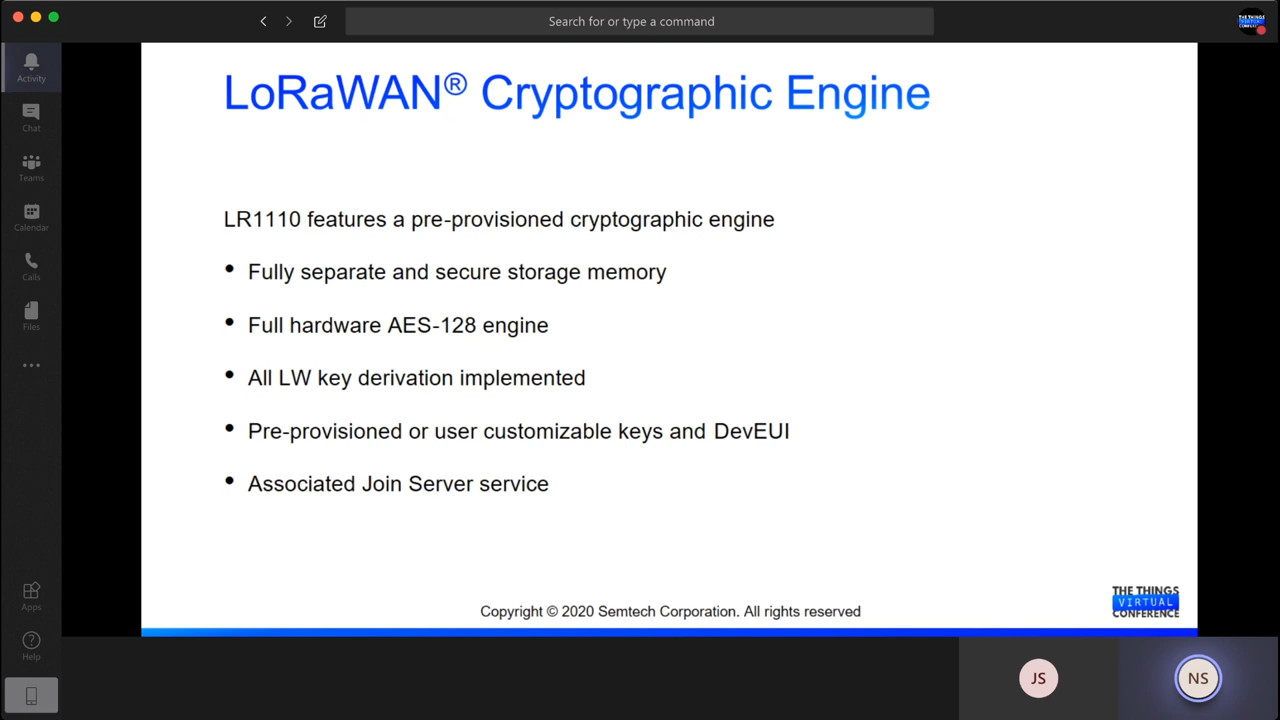 Search for or type a command
THE THINGS
VIRTUAL
Activity
Chat
Teams
Calendar
Calls
Files
Apps
Help
LoRaWAN® Cryptographic Engine
LR1110 features a pre-provisioned cryptographic engine
• Fully separate and secure storage memory
• Full hardware AES-128 engine
• All LW key derivation implemented
• Pre-provisioned or user customizable keys and DevEUI
• Associated Join Server service
Copyright © 2020 Semtech Corporation. All rights reserved
THE THINGS
VIRTUAL
CONFERENCE
JS
NS